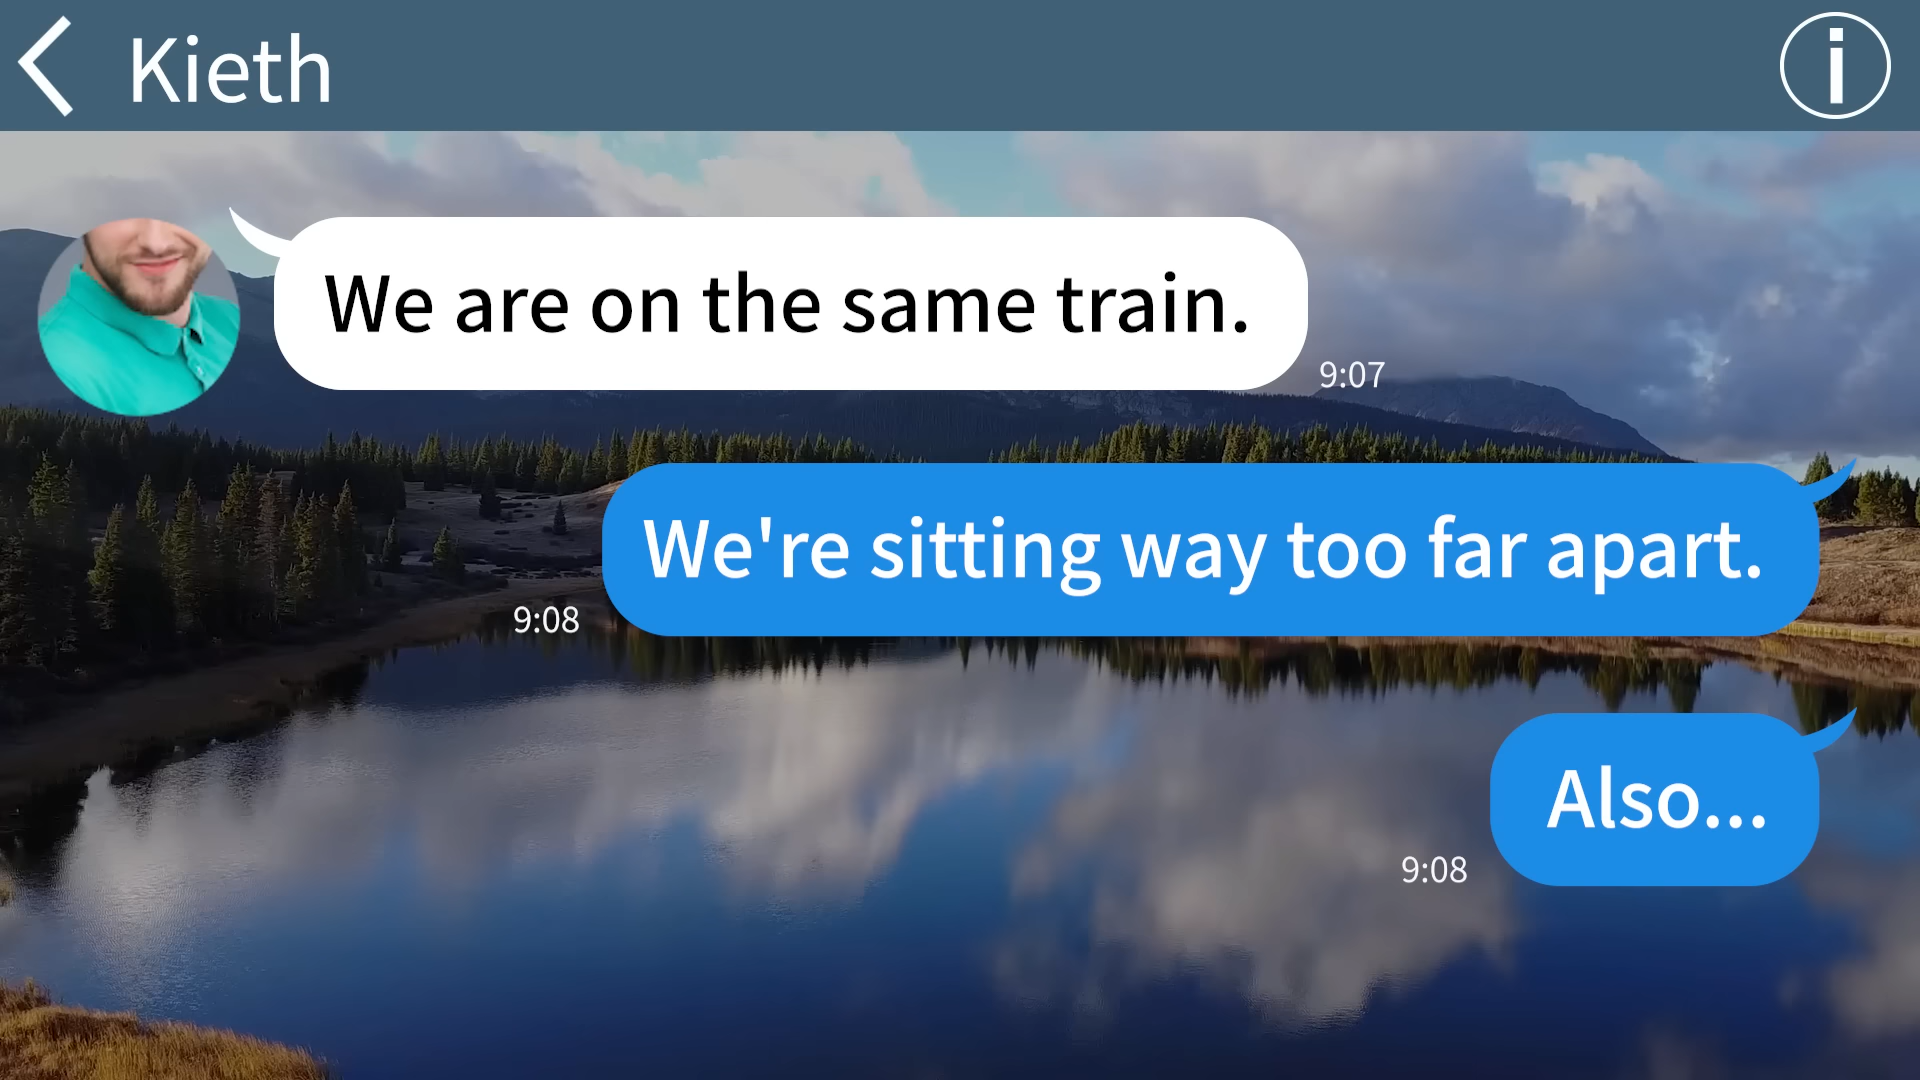 Kieth
We are on the same train.
9:07
We're sitting way too far apart.
9:08
Also...
9:08